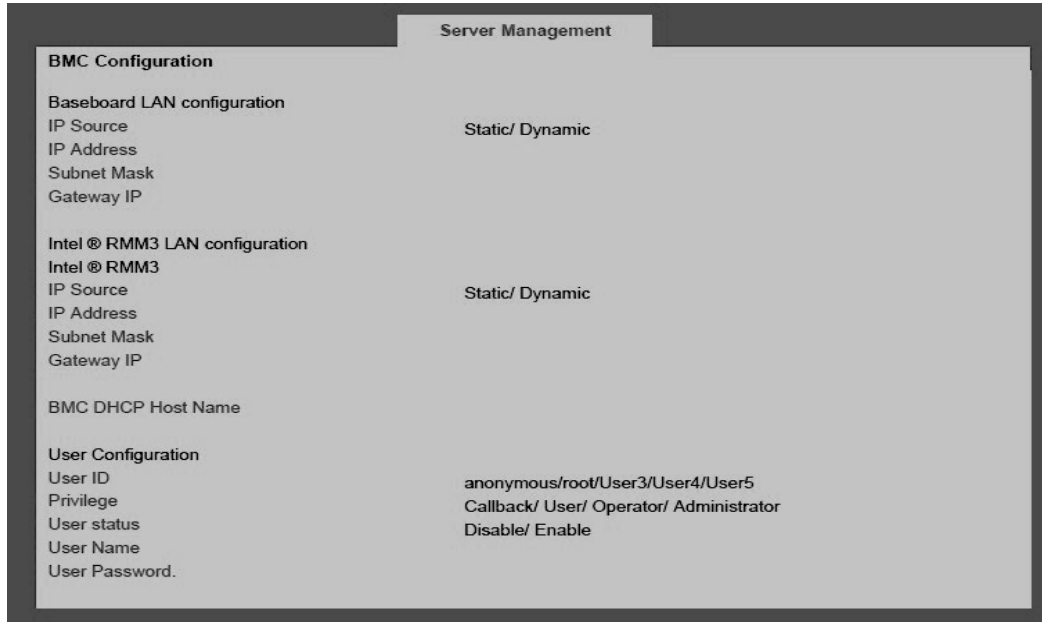 Server Management
BMC Configuration
Baseboard LAN configuration
IP Source Static/ Dynamic
IP Address
Subnet Mask
Gateway IP
Intel ® RMM3 LAN configuration
Intel ® RMM3
IP Source Static/ Dynamic
IP Address
Subnet Mask
Gateway IP
BMC DHCP Host Name
User Configuration
User ID anonymous/root/User3/User4/User5
Privilege Callback/ User/ Operator/ Administrator
User status Disable/ Enable
User Name
User Password.